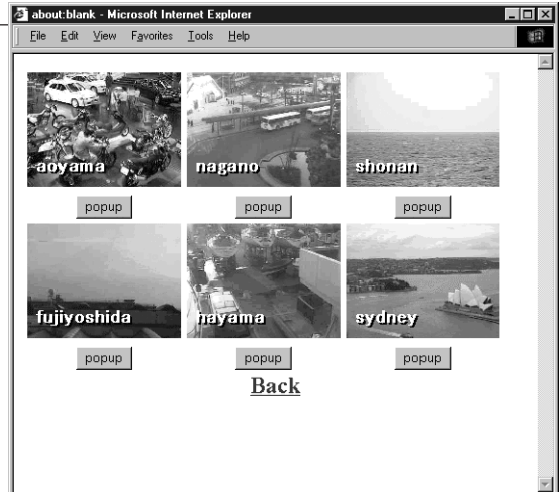 about:blank - Microsoft Internet Explorer
File Edit View Favorites Tools Help
aoyama nagano shonan
popup popup popup
fujiyoshida hayama sydney
popup popup popup
Back